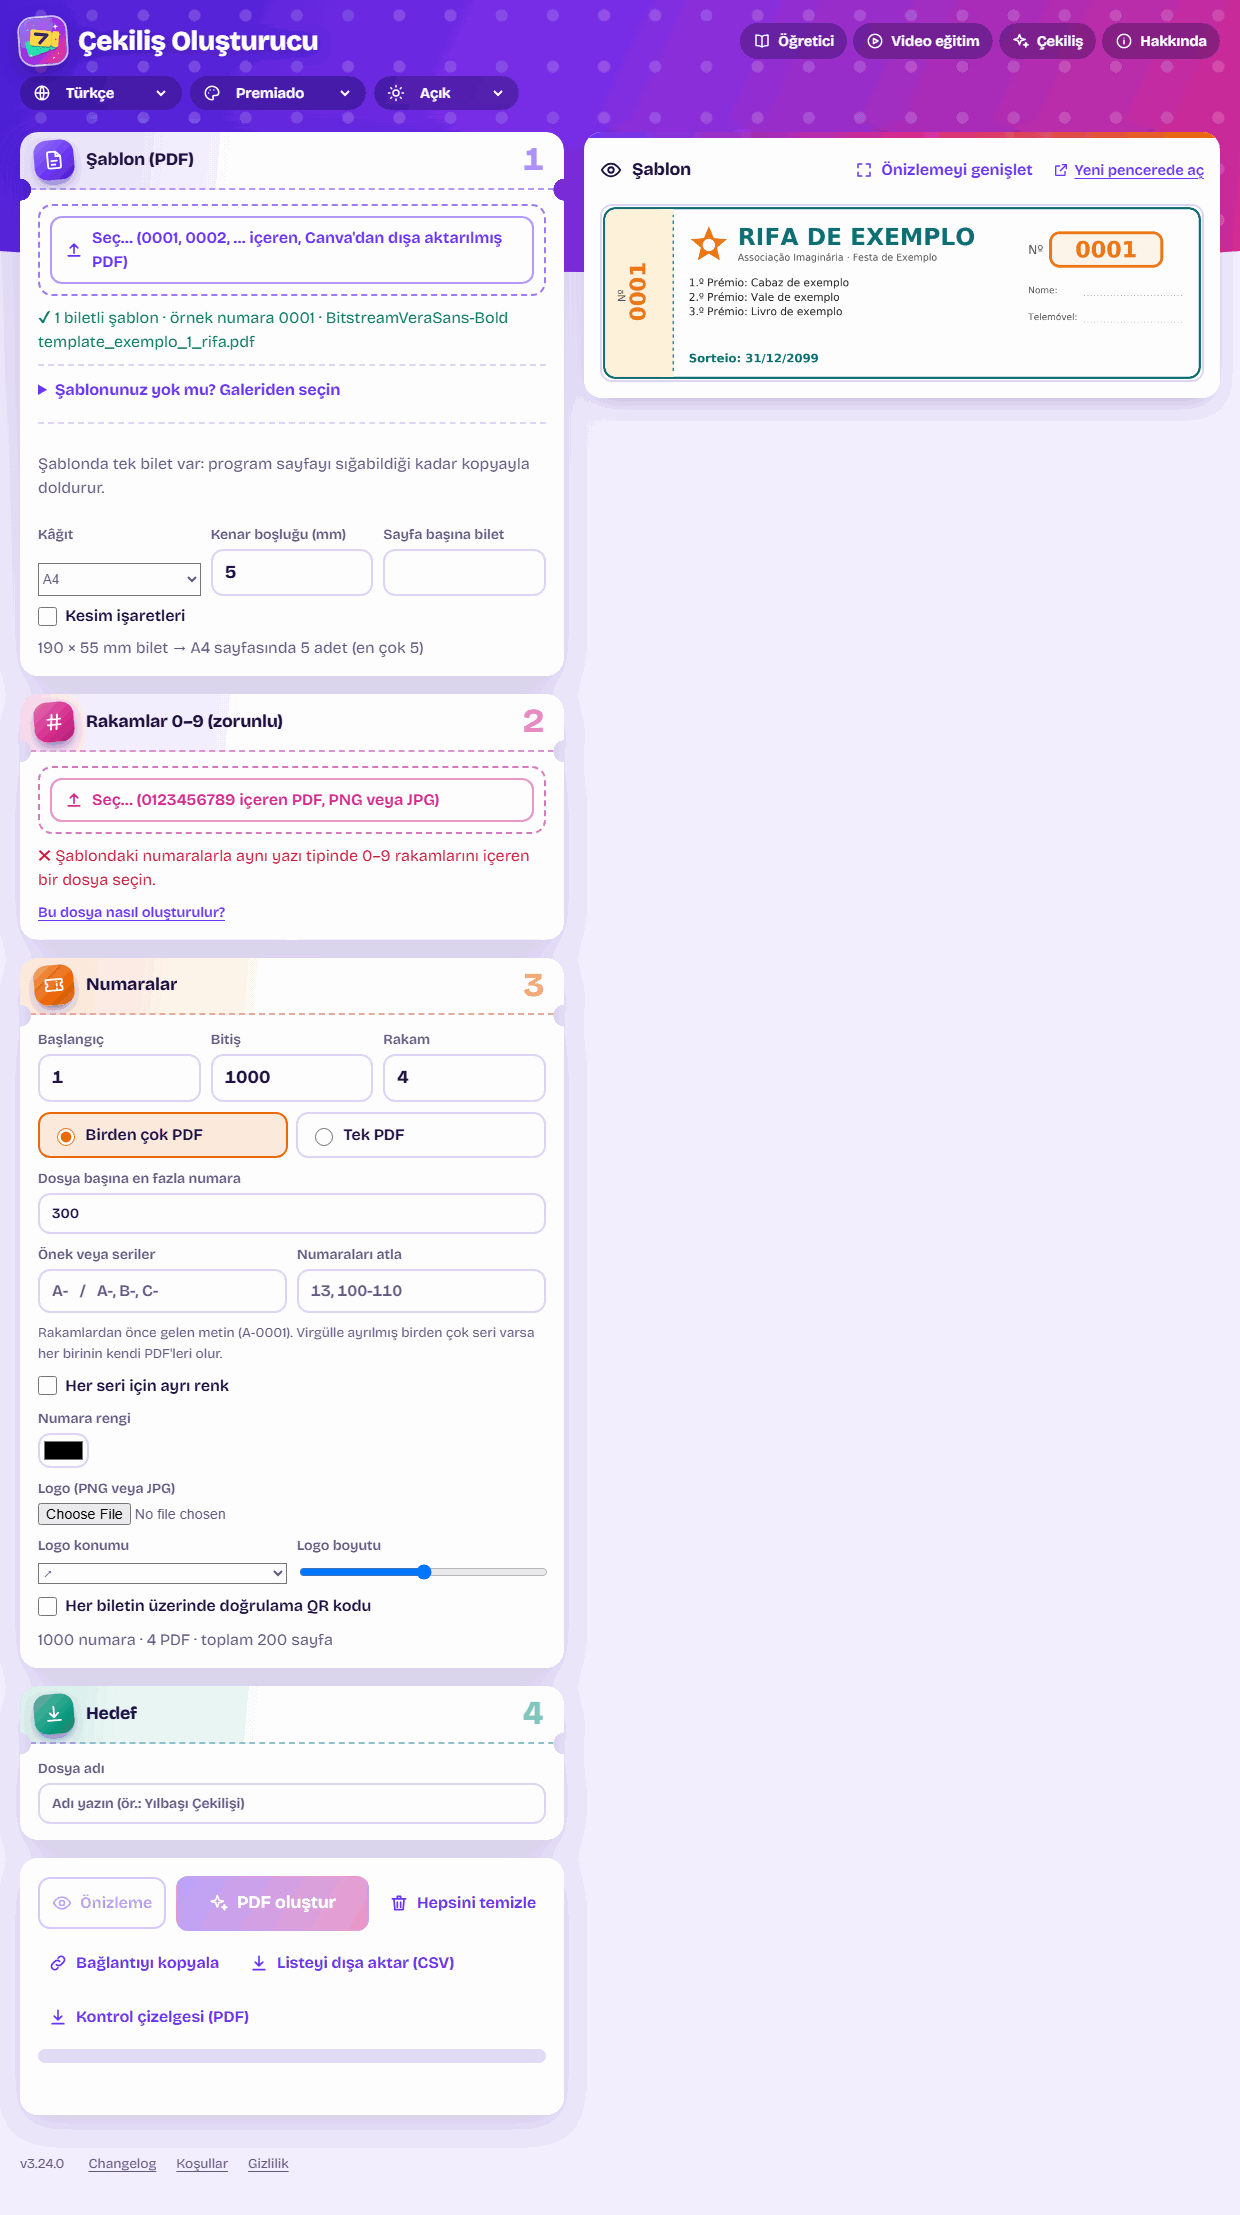 Çekiliş Oluşturucu
Öğretici
Video eğitim
Çekiliş
Hakkında
Türkçe
Premiado
Açık
Şablon (PDF)
1
Seç... (0001, 0002, ... içeren, Canva'dan dışa aktarılmış
PDF)
✓ 1 biletli şablon · örnek numara 0001 · BitstreamVeraSans-Bold
template_exemplo_1_rifa.pdf
Şablonunuz yok mu? Galeriden seçin
Şablonda tek bilet var: program sayfayı sığabildiği kadar kopyayla
doldurur.
Kâğıt
Kenar boşluğu (mm)
Sayfa başına bilet
A4
5
Kesim işaretleri
190 × 55 mm bilet → A4 sayfasında 5 adet (en çok 5)
Rakamlar 0–9 (zorunlu)
2
Seç... (0123456789 içeren PDF, PNG veya JPG)
✕ Şablondaki numaralarla aynı yazı tipinde 0–9 rakamlarını içeren
bir dosya seçin.
Bu dosya nasıl oluşturulur?
Numaralar
3
Başlangıç
Bitiş
Rakam
1
1000
4
Birden çok PDF
Tek PDF
Dosya başına en fazla numara
300
Önek veya seriler
Numaraları atla
A- / A-, B-, C-
13, 100-110
Rakamlardan önce gelen metin (A-0001). Virgülle ayrılmış birden çok seri varsa
her birinin kendi PDF'leri olur.
Her seri için ayrı renk
Numara rengi
Logo (PNG veya JPG)
Choose File No file chosen
Logo konumu
Logo boyutu
↗
Her biletin üzerinde doğrulama QR kodu
1000 numara · 4 PDF · toplam 200 sayfa
Hedef
4
Dosya adı
Adı yazın (ör.: Yılbaşı Çekilişi)
Önizleme
PDF oluştur
Hepsini temizle
Bağlantıyı kopyala
Listeyi dışa aktar (CSV)
Kontrol çizelgesi (PDF)
v3.24.0
Changelog
Koşullar
Gizlilik
Şablon
Önizlemeyi genişlet
Yeni pencerede aç
Nº
0001
RIFA DE EXEMPLO
Associação Imaginária · Festa de Exemplo
1.º Prémio: Cabaz de exemplo
2.º Prémio: Vale de exemplo
3.º Prémio: Livro de exemplo
Sorteio: 31/12/2099
Nº
0001
Nome:
Telemóvel: